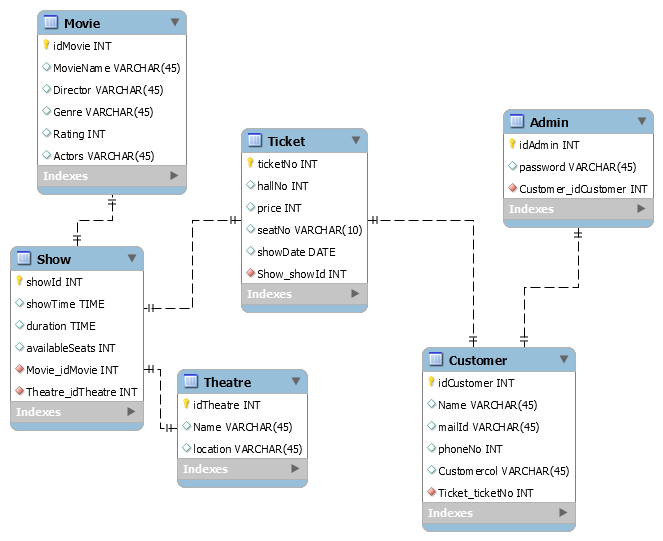 Movie
idMovie INT
MovieName VARCHAR(45)
Director VARCHAR(45)
Genre VARCHAR(45)
Rating INT
Actors VARCHAR(45)
Indexes
Ticket
ticketNo INT
hallNo INT
price INT
seatNo VARCHAR(10)
showDate DATE
Show_showId INT
Indexes
Admin
idAdmin INT
password VARCHAR(45)
Customer_idCustomer INT
Indexes
Show
showId INT
showTime TIME
duration TIME
availableSeats INT
Movie_idMovie INT
Theatre_idTheatre INT
Indexes
Theatre
idTheatre INT
Name VARCHAR(45)
location VARCHAR(45)
Indexes
Customer
idCustomer INT
Name VARCHAR(45)
mailId VARCHAR(45)
phoneNo INT
Customercol VARCHAR(45)
Ticket_ticketNo INT
Indexes